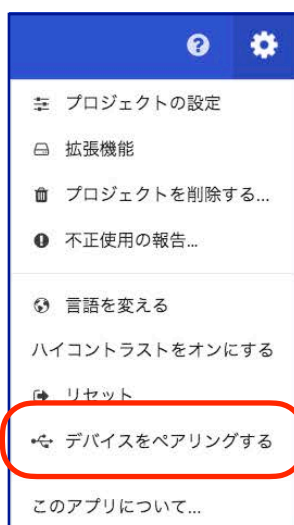 プロジェクトの設定
拡張機能
プロジェクトを削除する...
不正使用の報告...
言語を変える
ハイコントラストをオンにする
リセット
デバイスをペアリングする
このアプリについて...